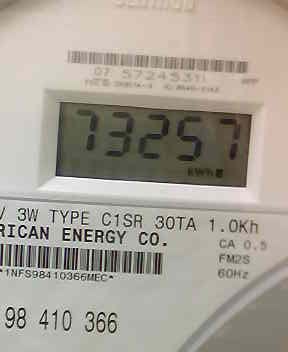 07 57245311
73257
kWh
V 3W TYPE C1SR 30TA 1.0Kh
RICAN ENERGY CO.
CA 0.5
FM2S
60Hz
*1NFS98410366MEC*
98 410 366